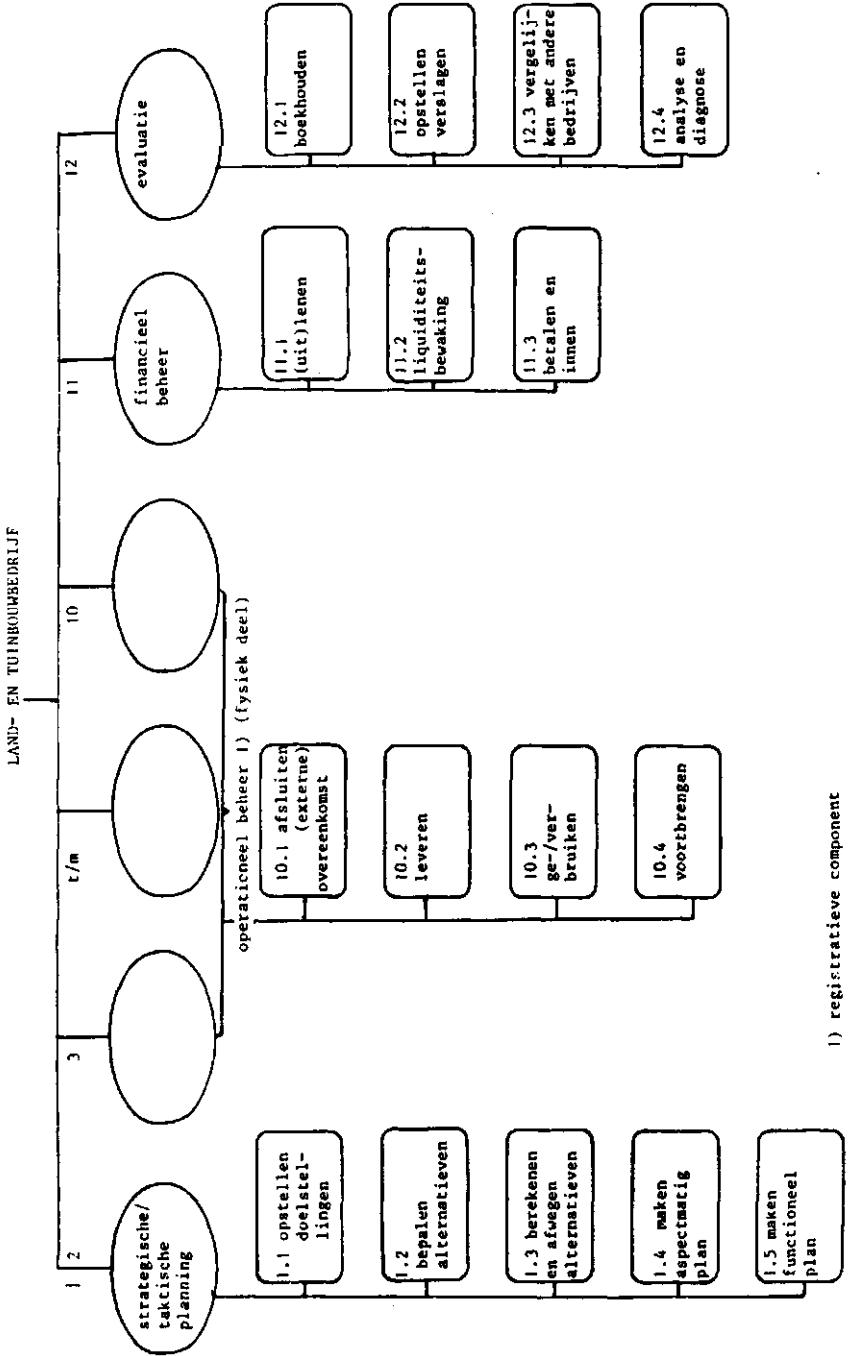 LAND- EN TUINBOUWBEDRIJF
1 2
strategische/
taktische
planning
1.1 opstellen
doelstel-
lingen
1.2
bepalen
alternatieven
1.3 berekenen
en afwegen
alternatieven
1.4 maken
aspectmatig
plan
1.5 maken
functioneel
plan
3
t/m
10
operationeel beheer 1) (fysiek deel)
10.1 afsluiten
(externe)
overeenkomst
10.2
leveren
10.3
ge-/ver-
bruiken
10.4
voortbrengen
11
financieel
beheer
11.1
(uit)lenen
11.2
liquiditeits-
bewaking
11.3
betalen en
innen
12
evaluatie
12.1
boekhouden
12.2
opstellen
verslagen
12.3 vergelij-
ken met andere
bedrijven
12.4
analyse en
diagnose
1) registratieve component